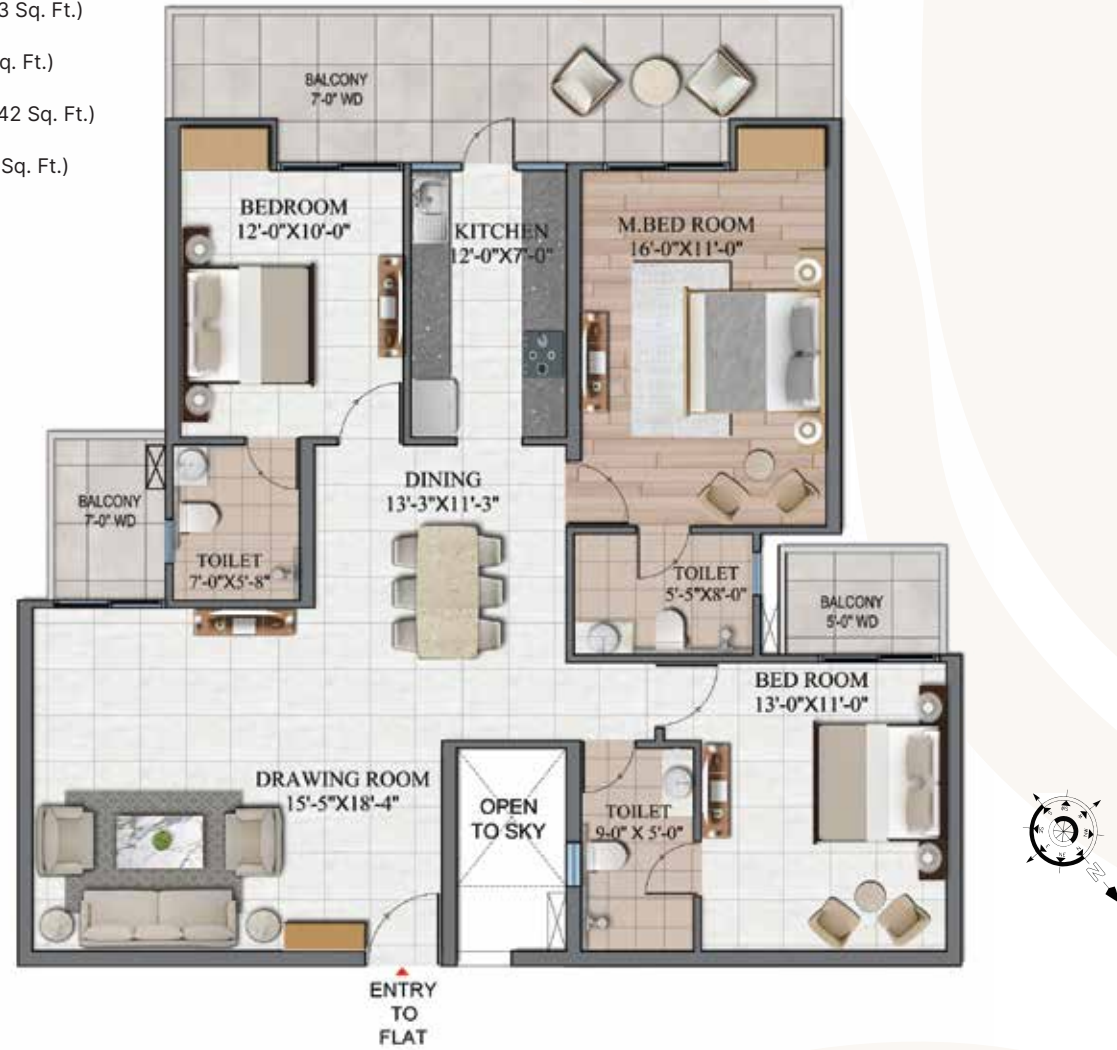 3 Sq. Ft.)
q. Ft.)
42 Sq. Ft.)
Sq. Ft.)
BALCONY
7'-0" WD
BEDROOM
12'-0"X10'-0"
KITCHEN
12'-0"X7'-0"
M.BED ROOM
16'-0"X11'-0"
BALCONY
7'-0" WD
DINING
13'-3"X11'-3"
TOILET
7'-0"X5'-8"
TOILET
5'-5"X8'-0"
BALCONY
5'-0" WD
BED ROOM
13'-0"X11'-0"
DRAWING ROOM
15'-5"X18'-4"
OPEN
TO SKY
TOILET
9-0" X 5'-0"
ENTRY
TO
FLAT
N